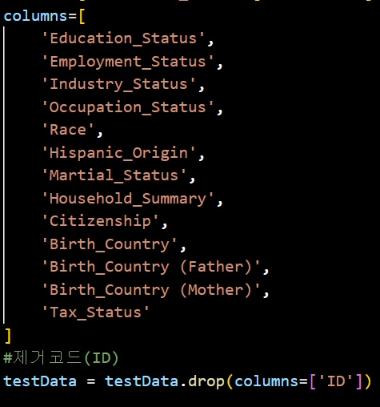 columns=[
'Education_Status',
'Employment_Status',
'Industry_Status',
'Occupation_Status',
'Race',
'Hispanic_Origin',
'Martial_Status',
'Household_Summary',
'Citizenship',
'Birth_Country',
'Birth_Country (Father)',
'Birth_Country (Mother)',
'Tax_Status'
]
#제거코드(ID)
testData = testData.drop(columns=['ID'])